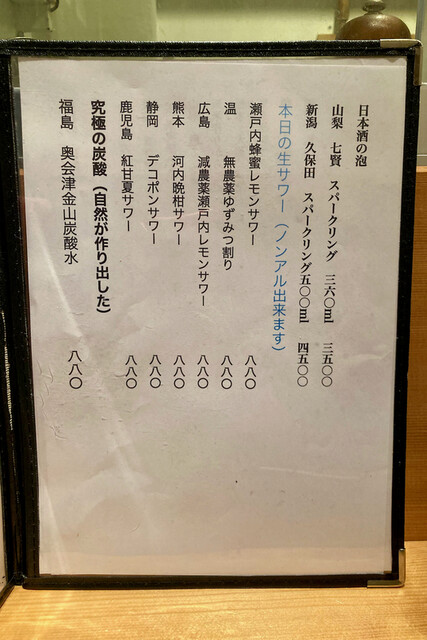 日本酒の泡
山梨 七賢 スパークリング 三六〇ml 三五〇〇
新潟 久保田 スパークリング五〇〇ml 四五〇〇
本日の生サワー（ノンアル出来ます）
瀬戸内蜂蜜レモンサワー 八八〇
温 無農薬ゆずみつ割り 八八〇
広島 減農薬瀬戸内レモンサワー 八八〇
熊本 河内晩柑サワー 八八〇
静岡 デコポンサワー 八八〇
鹿児島 紅甘夏サワー 八八〇
究極の炭酸（自然が作り出した）
福島 奥会津金山炭酸水 八八〇